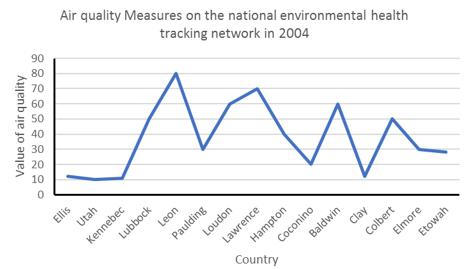 Air quality Measures on the national environmental health
tracking network in 2004
Value of air quality
90
80
70
60
50
40
30
20
10
0
Ellis
Utah
Kennebec
Lubbock
Leon
Paulding
Loudon
Lawrence
Hampton
Coconino
Baldwin
Clay
Colbert
Elmore
Etowah
Country